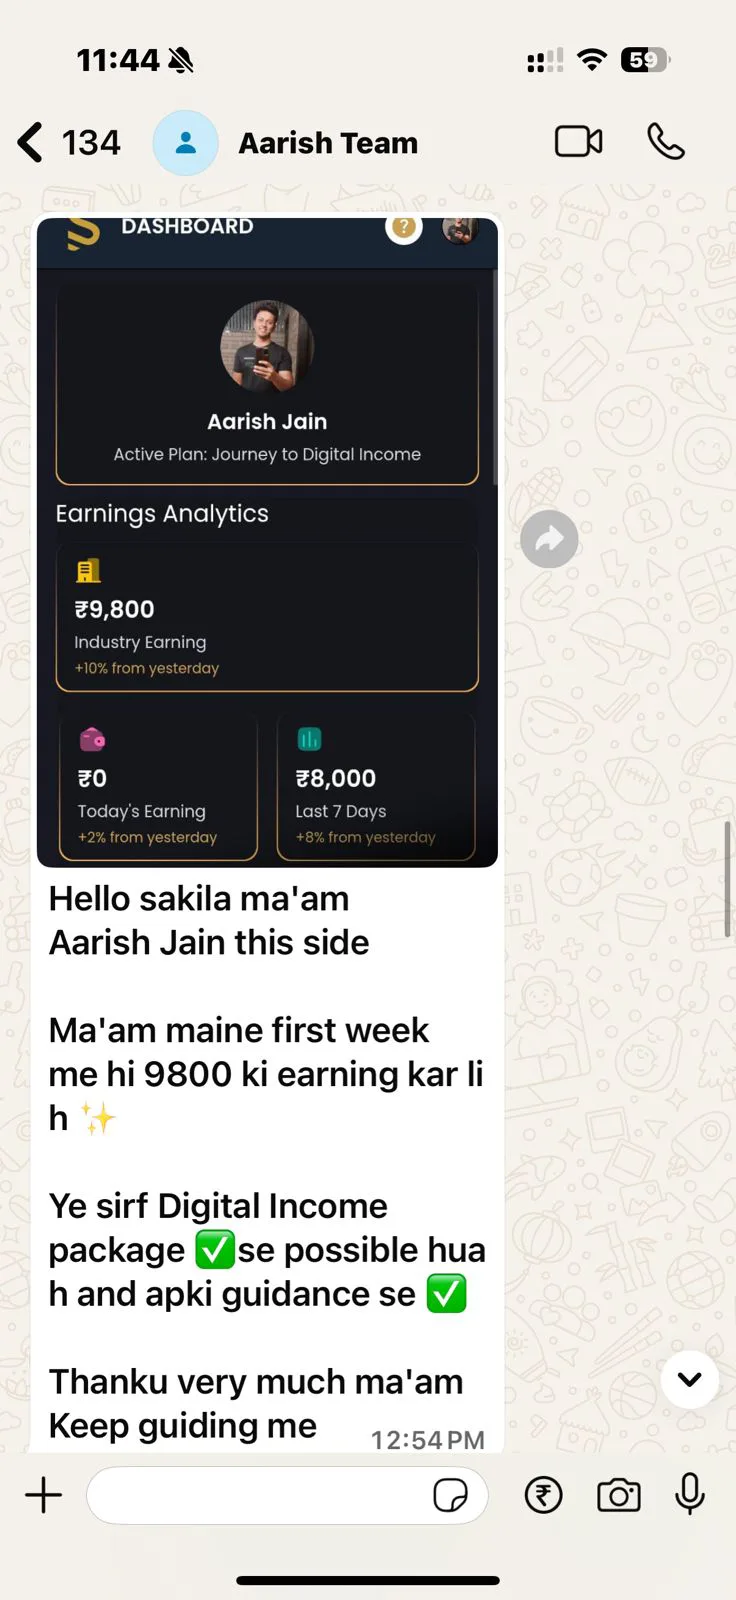 11:44
59
134
Aarish Team
DASHBOARD
?
Aarish Jain
Active Plan: Journey to Digital Income
Earnings Analytics
₹9,800
Industry Earning
+10% from yesterday
₹0
Today's Earning
+2% from yesterday
₹8,000
Last 7 Days
+8% from yesterday
Hello sakila ma'am
Aarish Jain this side
Ma'am maine first week
me hi 9800 ki earning kar li
h ✨
Ye sirf Digital Income
package ✅se possible hua
h and apki guidance se ✅
Thanku very much ma'am
Keep guiding me
12:54 PM